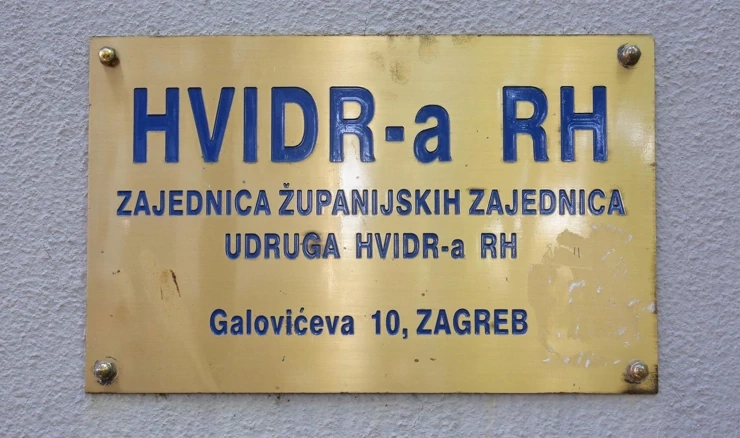 HVIDR-a RH
ZAJEDNICA ŽUPANIJSKIH ZAJEDNICA
UDRUGA HVIDR-a RH
Galovićeva 10, ZAGREB